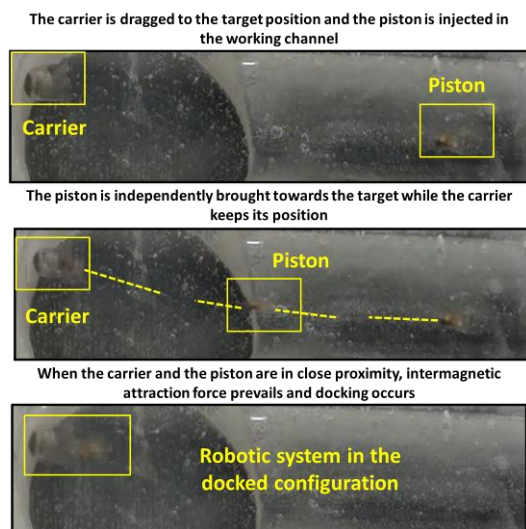 The carrier is dragged to the target position and the piston is injected in
the working channel
Piston
Carrier
The piston is independently brought towards the target while the carrier
keeps its position
Piston
Carrier
When the carrier and the piston are in close proximity, intermagnetic
attraction force prevails and docking occurs
Robotic system in the
docked configuration